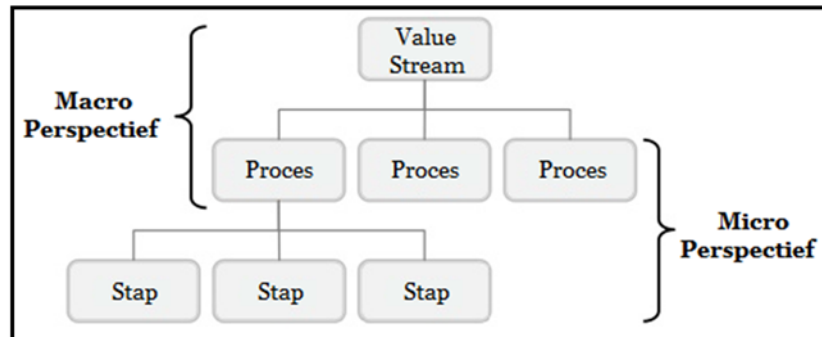 Value
Stream
Macro
Perspectief
Proces
Proces
Proces
Micro
Perspectief
Stap
Stap
Stap